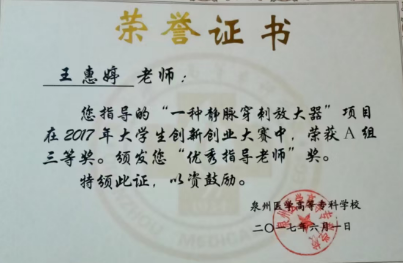 荣誉证书
王惠婷 老师：
您指导的“一种静脉穿刺放大器”项目
在2017年大学生创新创业大赛中，荣获A组
三等奖。颁发您“优秀指导老师”奖。
特颁此证，以资鼓励。
泉州医学高等专科学校
二〇一七年六月一日